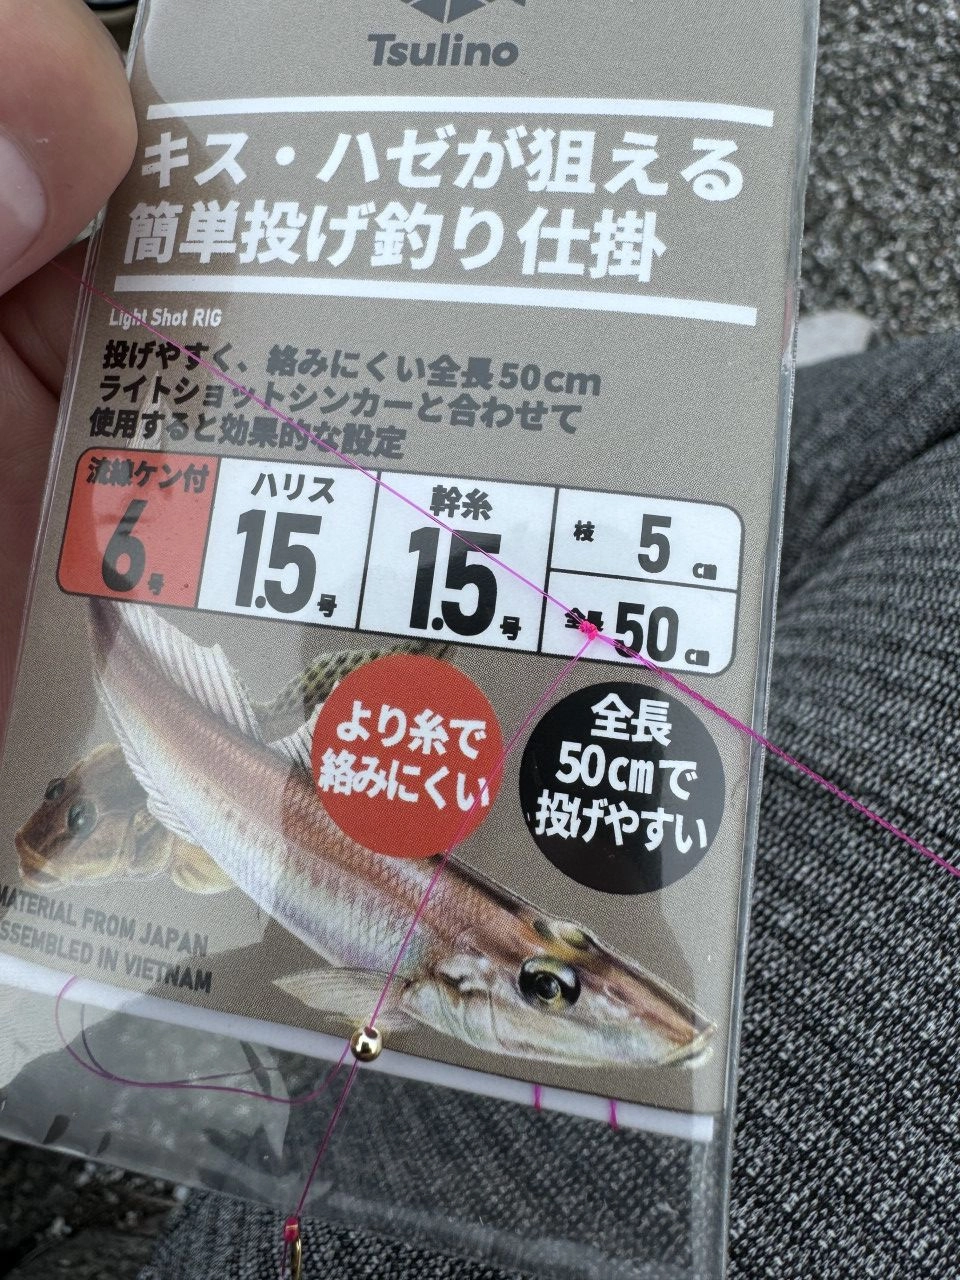 Tsulino
キス・ハゼが狙える
簡単投げ釣り仕掛
Light Shot RIG
投げやすく、絡みにくい全長50cm
ライトショットシンカーと合わせて
使用すると効果的な設定
流線ケン付
6号
ハリス
1.5号
幹糸
1.5号
枝 5cm
全長 50cm
より糸で
絡みにくい
全長
50cmで
投げやすい
MATERIAL FROM JAPAN
SSEMBLED IN VIETNAM